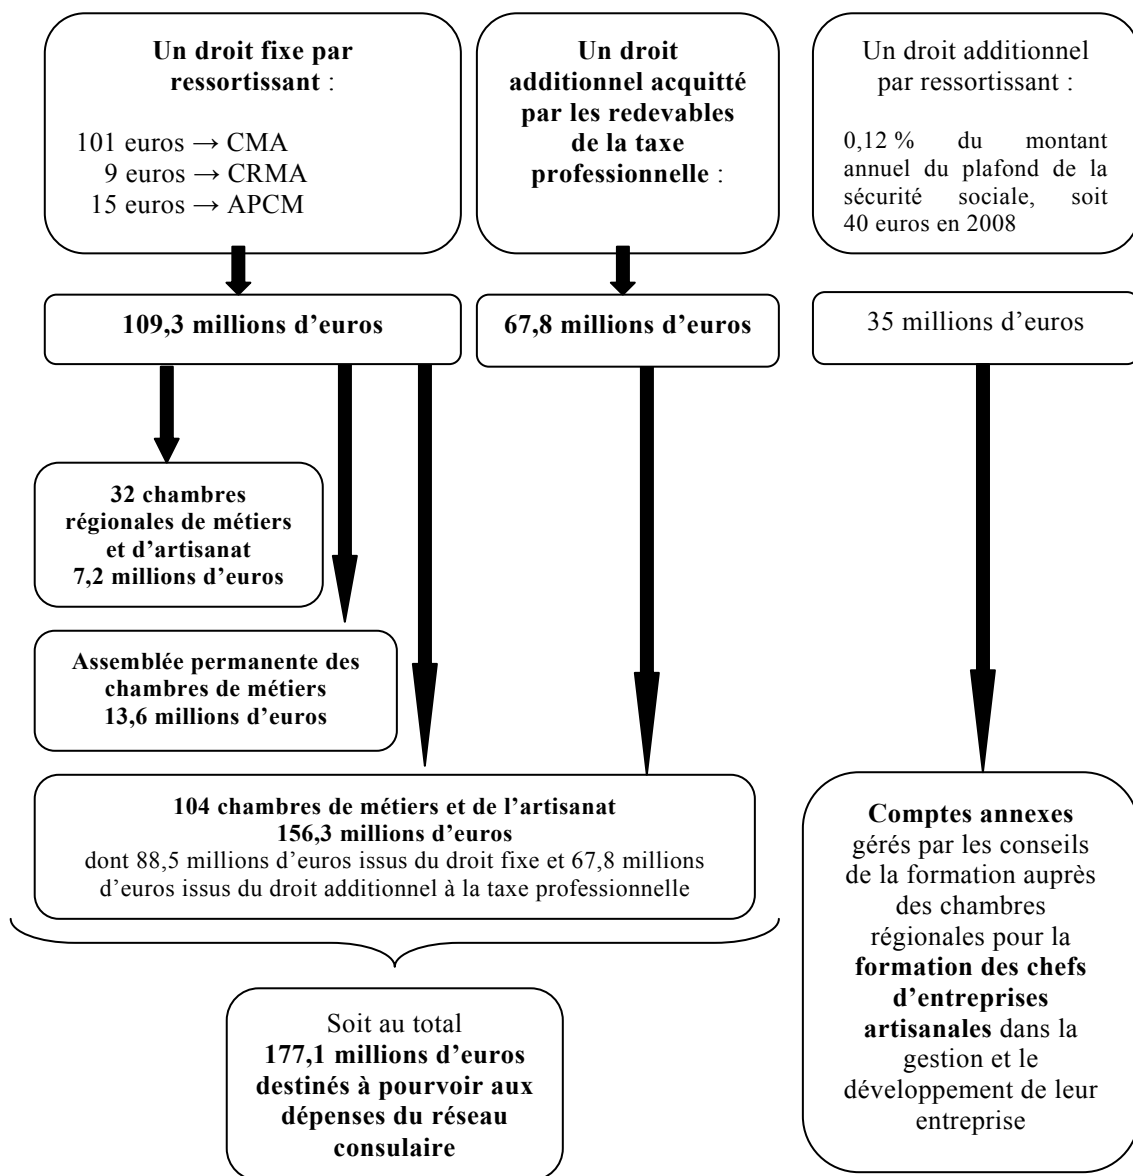 Un droit fixe par
ressortissant :
101 euros → CMA
9 euros → CRMA
15 euros → APCM
Un droit
additionnel acquitté
par les redevables
de la taxe
professionnelle :
Un droit additionnel
par ressortissant :
0,12 % du montant
annuel du plafond de la
sécurité sociale, soit
40 euros en 2008
109,3 millions d’euros
67,8 millions d’euros
35 millions d’euros
32 chambres
régionales de métiers
et d’artisanat
7,2 millions d’euros
Assemblée permanente des
chambres de métiers
13,6 millions d’euros
104 chambres de métiers et de l’artisanat
156,3 millions d’euros
dont 88,5 millions d’euros issus du droit fixe et 67,8 millions
d’euros issus du droit additionnel à la taxe professionnelle
Comptes annexes
gérés par les conseils
de la formation auprès
des chambres
régionales pour la
formation des chefs
d’entreprises
artisanales dans la
gestion et le
développement de leur
entreprise
Soit au total
177,1 millions d’euros
destinés à pourvoir aux
dépenses du réseau
consulaire